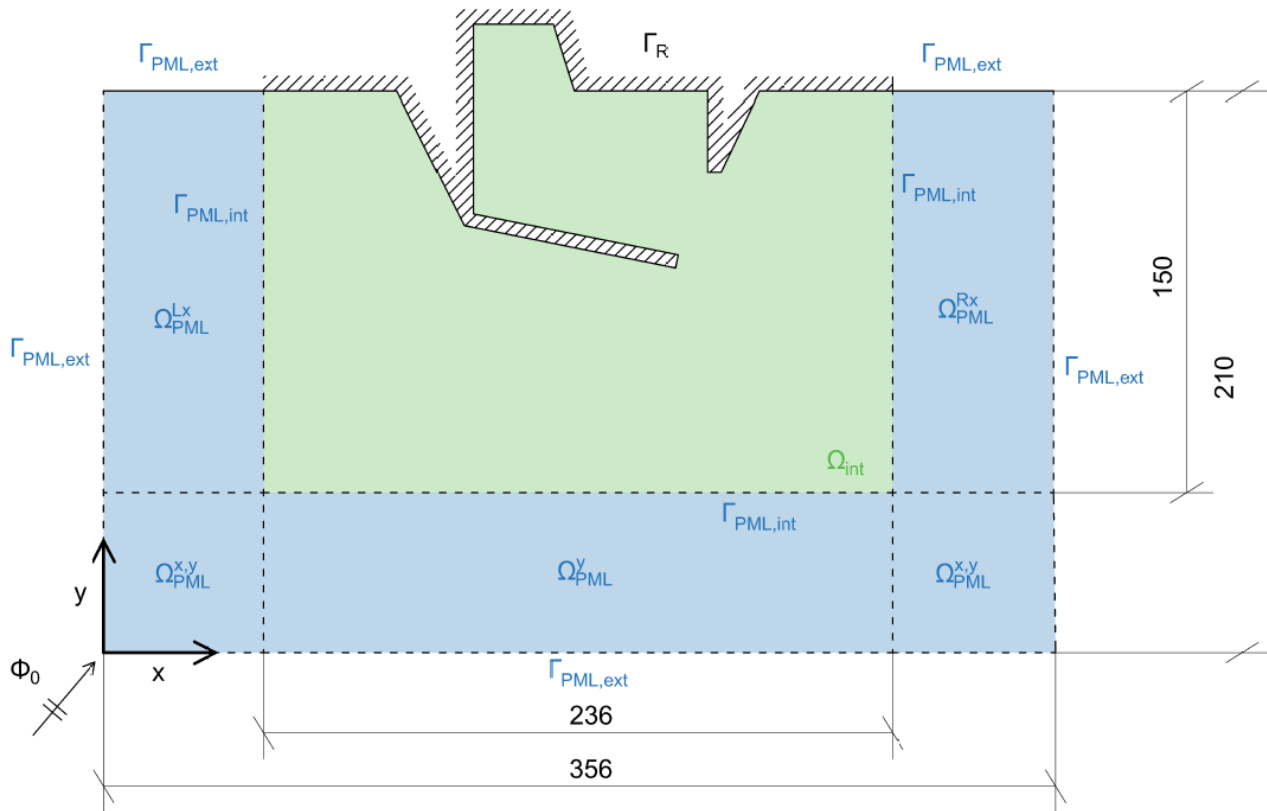 Γ_R
Γ_PML,ext
Γ_PML,ext
Γ_PML,int
Γ_PML,int
150
Ω^Lx_PML
Ω^Rx_PML
Γ_PML,ext
Γ_PML,ext
210
Ω_int
Γ_PML,int
Ω^x,y_PML
Ω^y_PML
Ω^x,y_PML
y
x
Φ_0
Γ_PML,ext
236
356